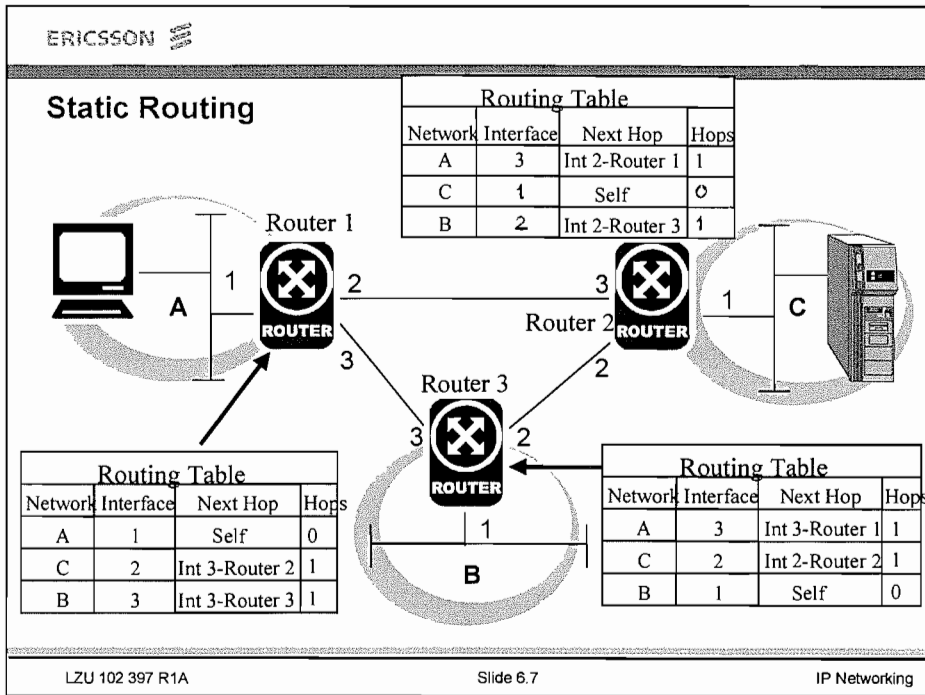 ERICSSON
Static Routing
Routing Table
Network Interface Next Hop Hops
A 3 Int 2-Router 1 1
C 1 Self 0
B 2 Int 2-Router 3 1
Router 1
A
1
2
3
ROUTER
3
Router 2
ROUTER
1
C
2
Router 3
3
2
ROUTER
1
B
Routing Table
Network Interface Next Hop Hops
A 1 Self 0
C 2 Int 3-Router 2 1
B 3 Int 3-Router 3 1
Routing Table
Network Interface Next Hop Hops
A 3 Int 3-Router 1 1
C 2 Int 2-Router 2 1
B 1 Self 0
LZU 102 397 R1A
Slide 6.7
IP Networking